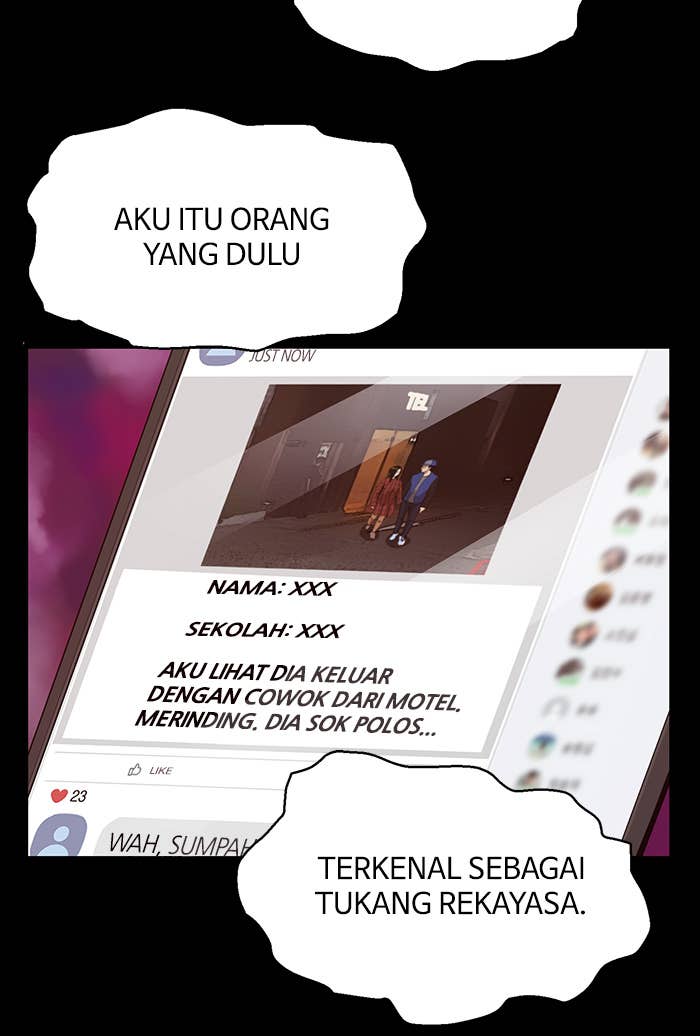 AKU ITU ORANG
YANG DULU
JUST NOW
TEL
NAMA: XXX
SEKOLAH: XXX
AKU LIHAT DIA KELUAR
DENGAN COWOK DARI MOTEL.
MERINDING. DIA SOK POLOS...
LIKE
23
WAH, SUMPAH
TERKENAL SEBAGAI
TUKANG REKAYASA.